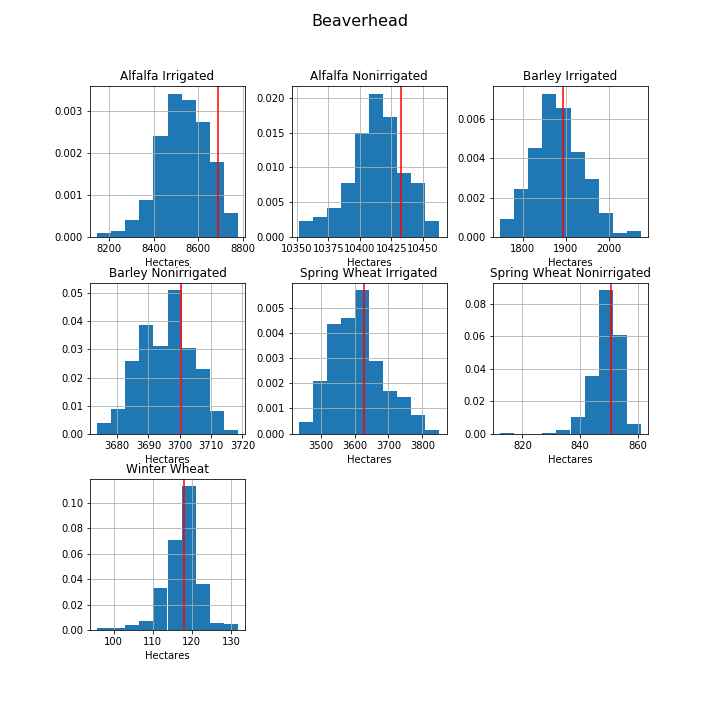 Beaverhead
Alfalfa Irrigated
0.003
0.002
0.001
0.000
8200 8400 8600 8800
Hectares
Alfalfa Nonirrigated
0.020
0.015
0.010
0.005
0.000
10350 10375 10400 10425 10450
Hectares
Barley Irrigated
0.006
0.004
0.002
0.000
1800 1900 2000
Hectares
Barley Nonirrigated
0.05
0.04
0.03
0.02
0.01
0.00
3680 3690 3700 3710 3720
Hectares
Spring Wheat Irrigated
0.005
0.004
0.003
0.002
0.001
0.000
3500 3600 3700 3800
Hectares
Spring Wheat Nonirrigated
0.08
0.06
0.04
0.02
0.00
820 840 860
Hectares
Winter Wheat
0.10
0.08
0.06
0.04
0.02
0.00
100 110 120 130
Hectares